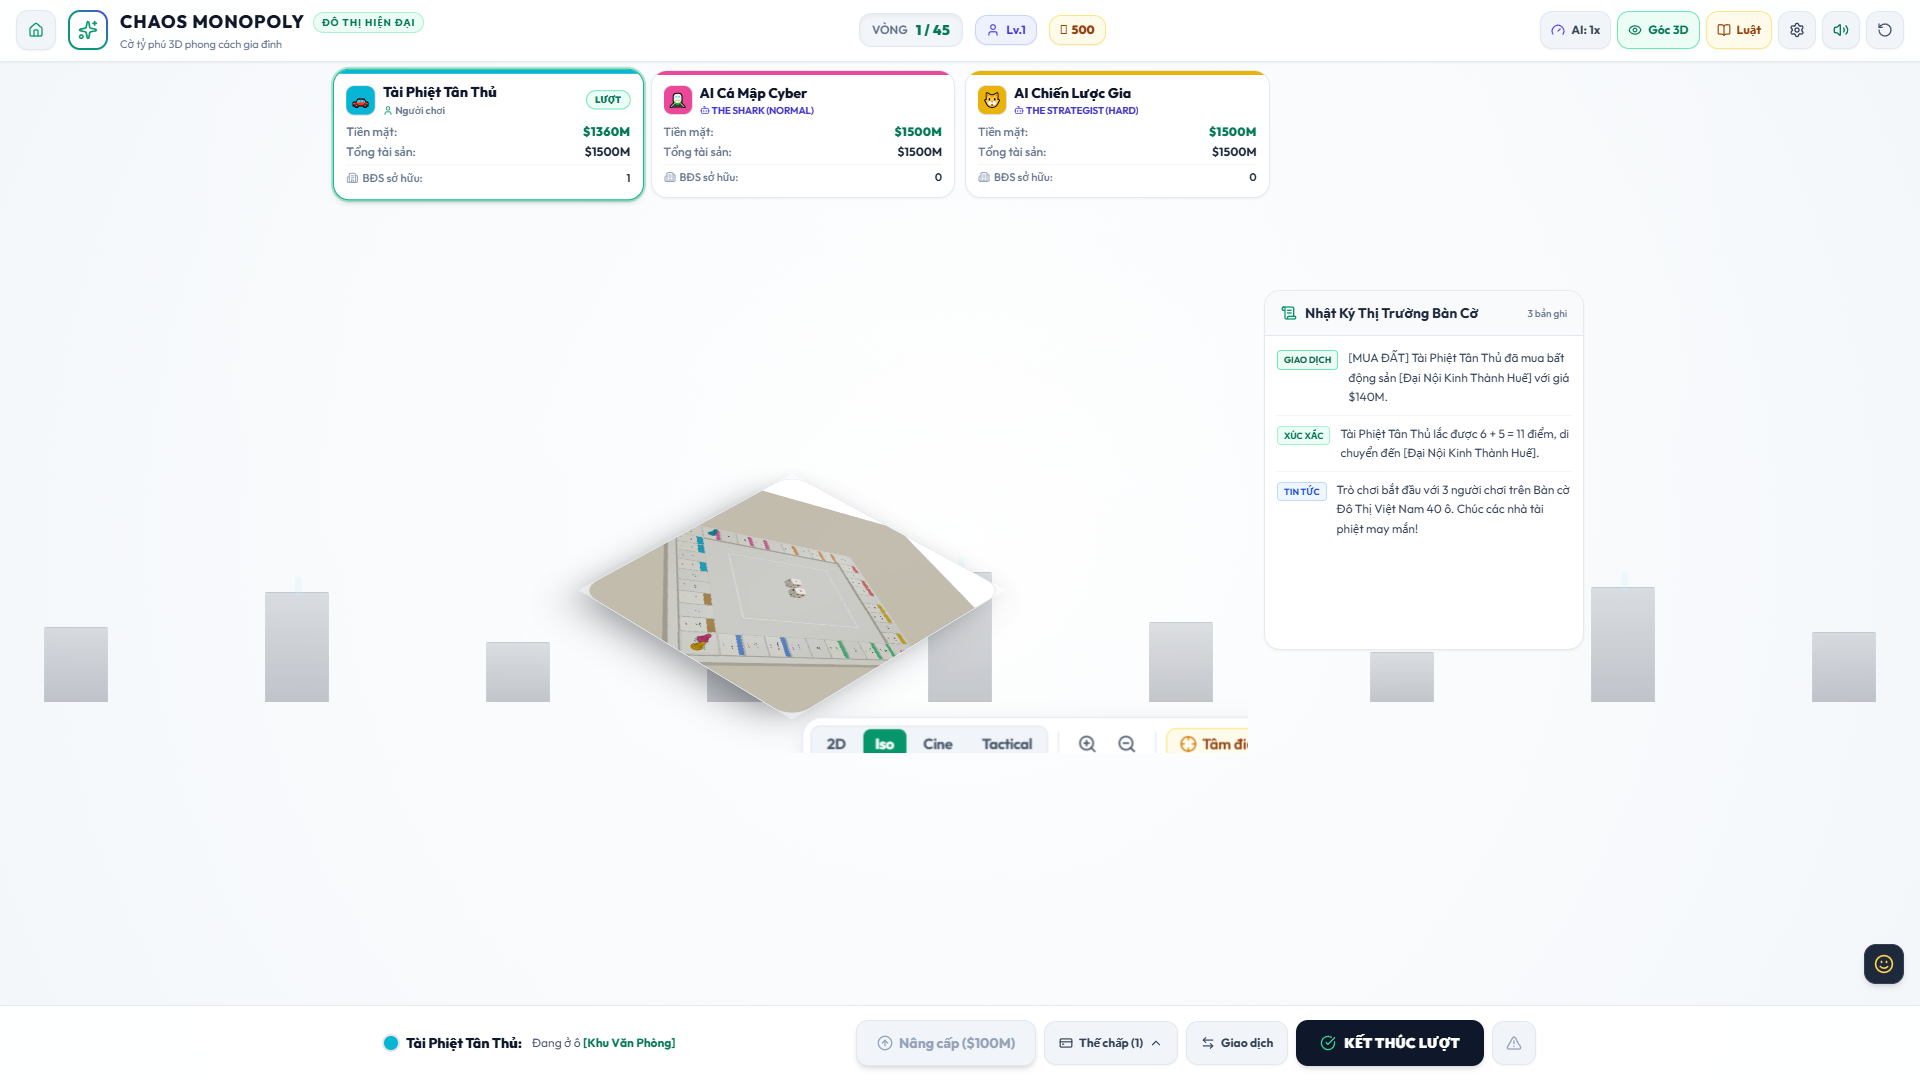 CHAOS MONOPOLY
ĐÔ THỊ HIỆN ĐẠI
Cờ tỷ phú 3D phong cách gia đình
VÒNG 1 / 45
Lv.1
500
AI: 1x
Góc 3D
Luật
Tài Phiệt Tân Thủ
Người chơi
LƯỢT
Tiền mặt: $1360M
Tổng tài sản: $1500M
BĐS sở hữu: 1
AI Cá Mập Cyber
THE SHARK (NORMAL)
Tiền mặt: $1500M
Tổng tài sản: $1500M
BĐS sở hữu: 0
AI Chiến Lược Gia
THE STRATEGIST (HARD)
Tiền mặt: $1500M
Tổng tài sản: $1500M
BĐS sở hữu: 0
Nhật Ký Thị Trường Bàn Cờ
3 bản ghi
GIAO DỊCH
[MUA ĐẤT] Tài Phiệt Tân Thủ đã mua bất
động sản [Đại Nội Kinh Thành Huế] với giá
$140M.
XÚC XẮC
Tài Phiệt Tân Thủ lắc được 6 + 5 = 11 điểm, di
chuyển đến [Đại Nội Kinh Thành Huế].
TIN TỨC
Trò chơi bắt đầu với 3 người chơi trên Bàn cờ
Đô Thị Việt Nam 40 ô. Chúc các nhà tài
phiệt may mắn!
2D
Iso
Cine
Tactical
Tâm
Tài Phiệt Tân Thủ: Đang ở ô [Khu Văn Phòng]
Nâng cấp ($100M)
Thế chấp (1)
Giao dịch
KẾT THÚC LƯỢT